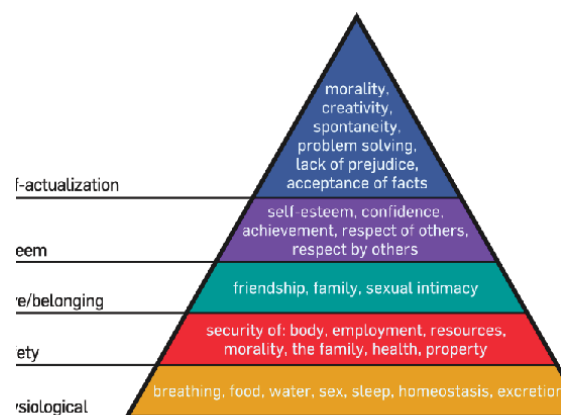 morality,
creativity,
spontaneity,
problem solving,
lack of prejudice,
acceptance of facts
f-actualization
self-esteem, confidence,
achievement, respect of others,
respect by others
eem
friendship, family, sexual intimacy
e/belonging
security of: body, employment, resources,
morality, the family, health, property
ety
breathing, food, water, sex, sleep, homeostasis, excretion
siological